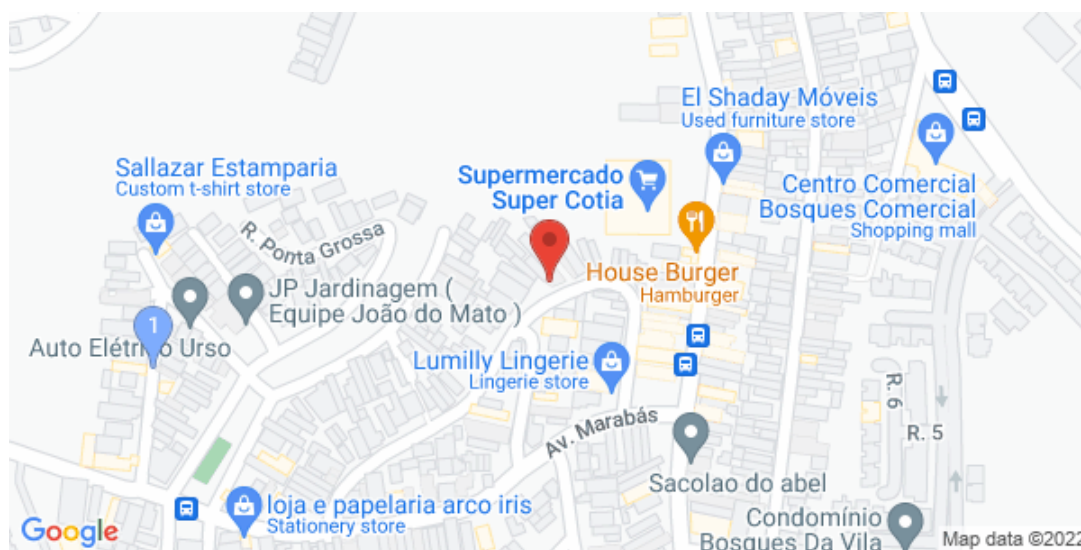 El Shaday Móveis
Used furniture store
Sallazar Estamparia
Custom t-shirt store
Supermercado
Super Cotia
Centro Comercial
Bosques Comercial
Shopping mall
R. Ponta Grossa
House Burger
Hamburger
JP Jardinagem (
Equipe João do Mato )
1
Auto Elétrico Urso
Lumilly Lingerie
Lingerie store
R. 6
R. 5
Av. Marabás
Sacolao do abel
loja e papelaria arco iris
Stationery store
Condomínio
Bosques Da Vila
Google
Map data ©2022